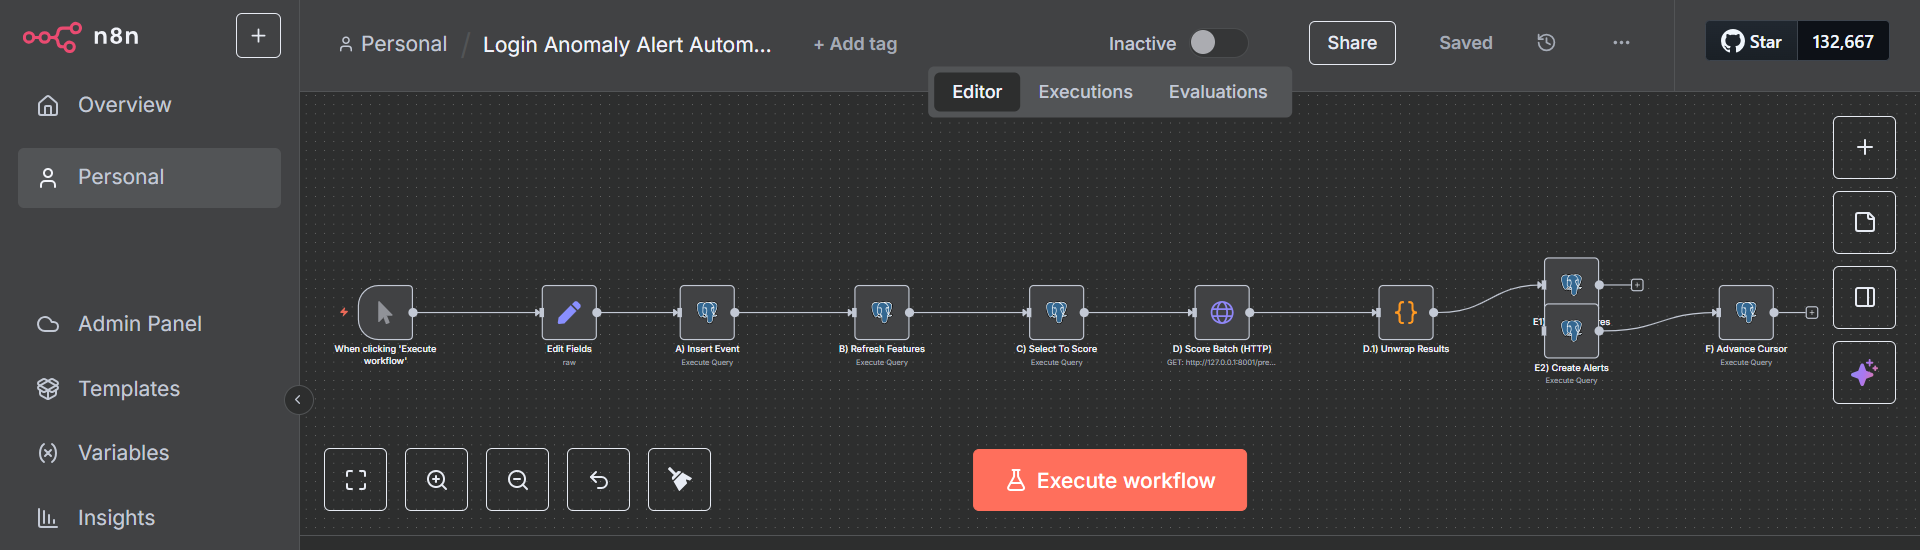 n8n
Personal / Login Anomaly Alert Autom...
+ Add tag
Inactive
Share
Saved
Star 132,667
Editor
Executions
Evaluations
Overview
Personal
Admin Panel
Templates
Variables
Insights
When clicking 'Execute
workflow'
Edit Fields
raw
A) Insert Event
Execute Query
B) Refresh Features
Execute Query
C) Select To Score
Execute Query
D) Score Batch (HTTP)
GET: http://127.0.0.1:8001/pre...
D.1) Unwrap Results
E2) Create Alerts
Execute Query
F) Advance Cursor
Execute Query
Execute workflow